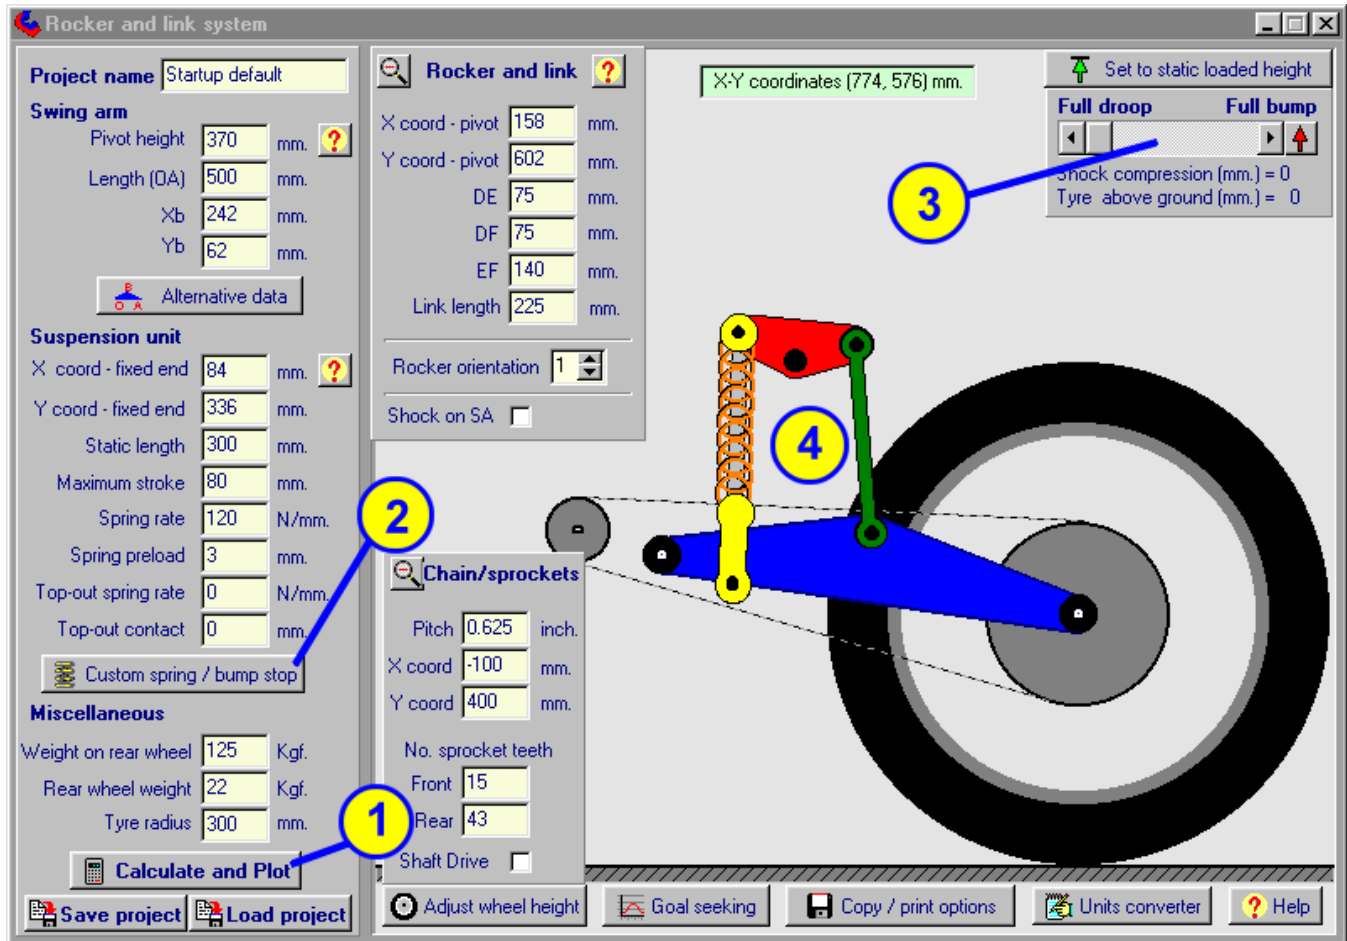 Rocker and link system
Project name Startup default
Swing arm
Pivot height 370 mm. ?
Length (OA) 500 mm.
Xb 242 mm.
Yb 62 mm.
B
O A Alternative data
Suspension unit
X coord - fixed end 84 mm. ?
Y coord - fixed end 336 mm.
Static length 300 mm.
Maximum stroke 80 mm.
Spring rate 120 N/mm.
Spring preload 3 mm.
Top-out spring rate 0 N/mm.
Top-out contact 0 mm.
Custom spring / bump stop
Miscellaneous
Weight on rear wheel 125 Kgf.
Rear wheel weight 22 Kgf.
Tyre radius 300 mm.
Calculate and Plot
Save project Load project
Rocker and link ?
X coord - pivot 158 mm.
Y coord - pivot 602 mm.
DE 75 mm.
DF 75 mm.
EF 140 mm.
Link length 225 mm.
Rocker orientation 1
Shock on SA
Chain/sprockets
Pitch 0.625 inch.
X coord -100 mm.
Y coord 400 mm.
No. sprocket teeth
Front 15
Rear 43
Shaft Drive
X-Y coordinates (774, 576) mm.
Set to static loaded height
Full droop Full bump
Shock compression (mm.) = 0
Tyre above ground (mm.) = 0
1
2
3
4
Adjust wheel height
Goal seeking
Copy / print options
Units converter
? Help